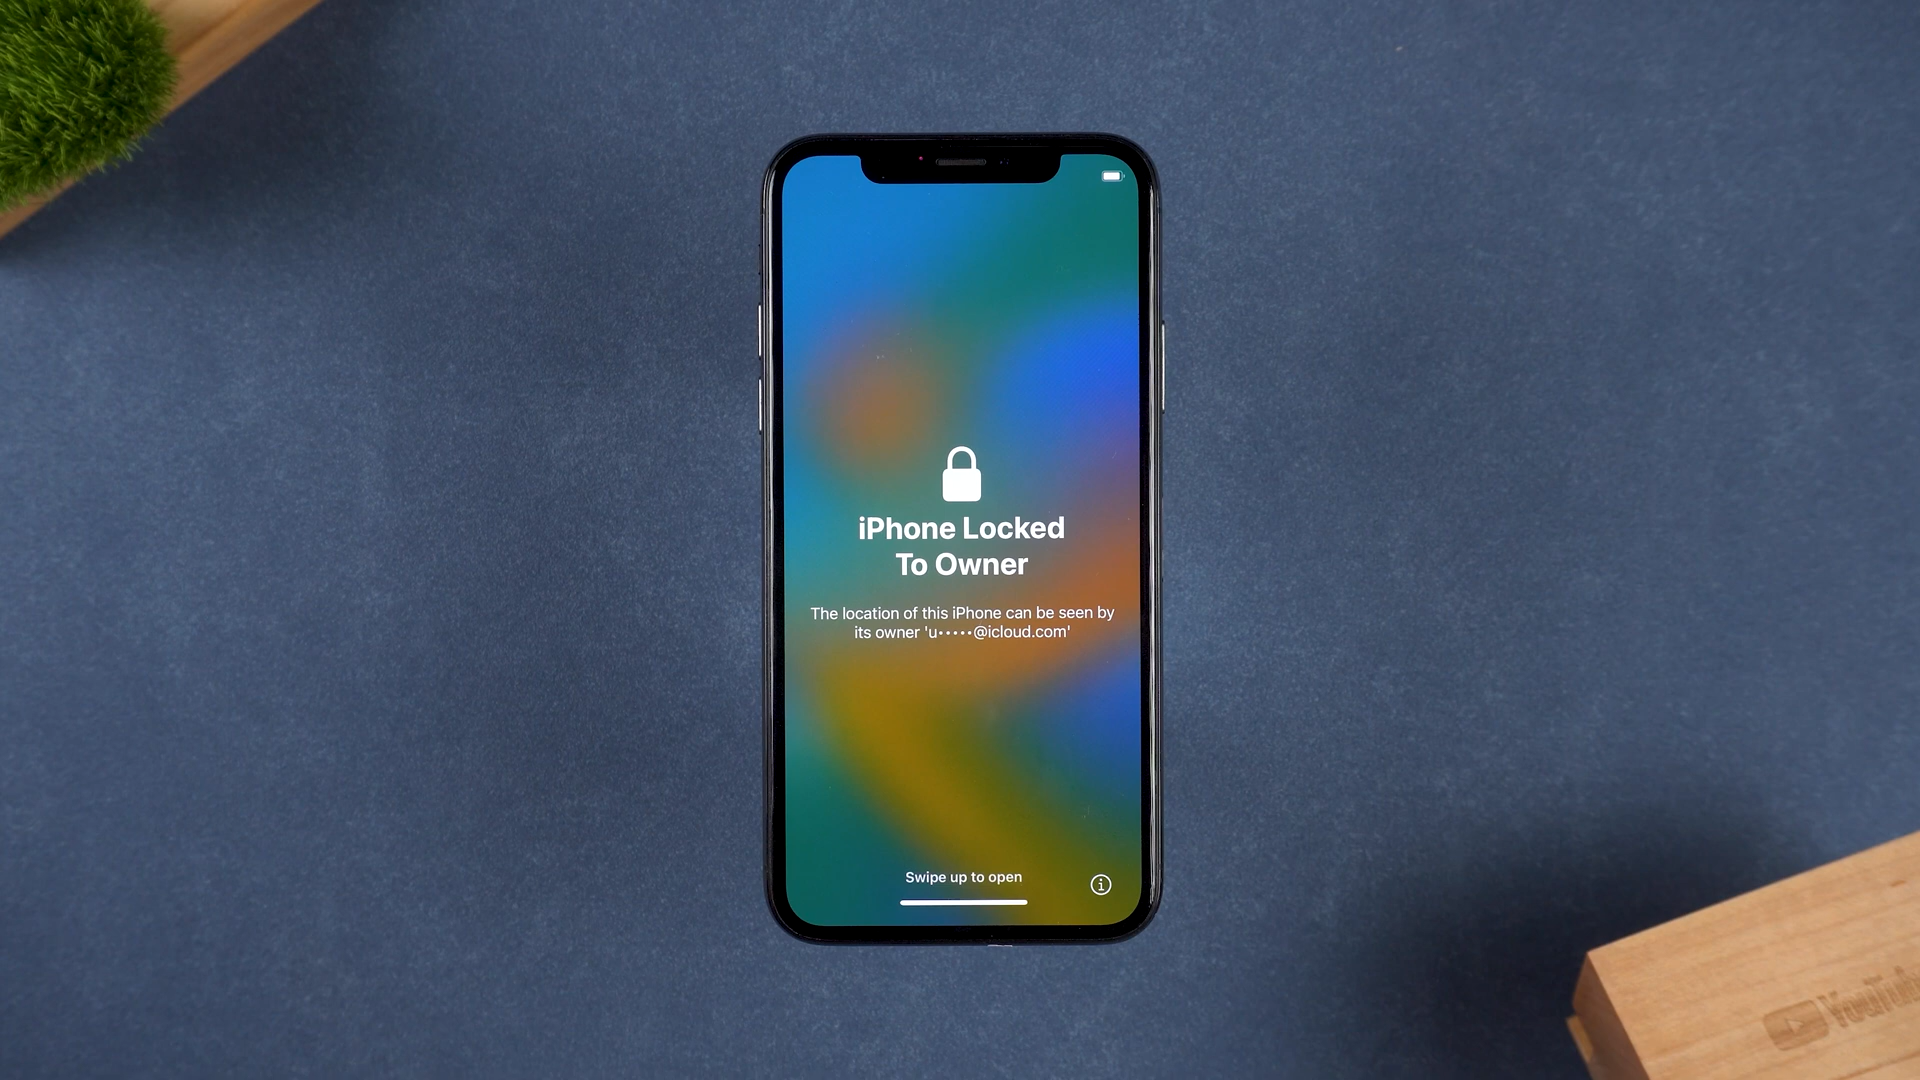 iPhone Locked
To Owner
The location of this iPhone can be seen by
its owner 'u•••••@icloud.com'
Swipe up to open
YouTube